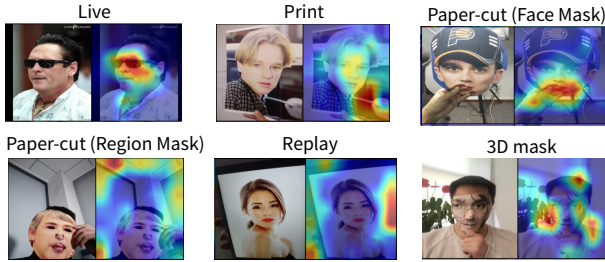 Live
Print
Paper-cut (Face Mask)
Paper-cut (Region Mask)
Replay
3D mask